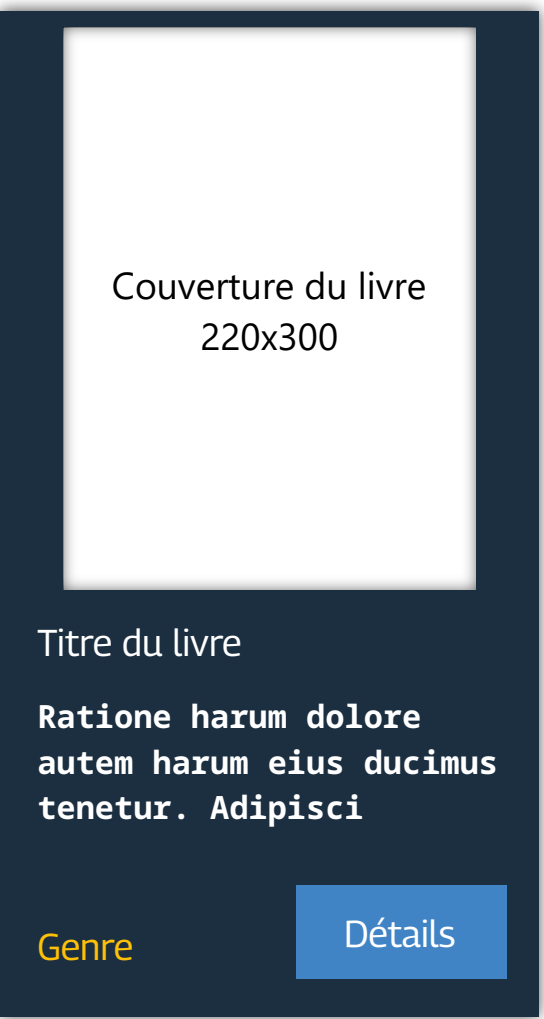 Couverture du livre
220x300
Titre du livre
Ratione harum dolore
autem harum eius ducimus
tenetur. Adipisci
Genre
Détails